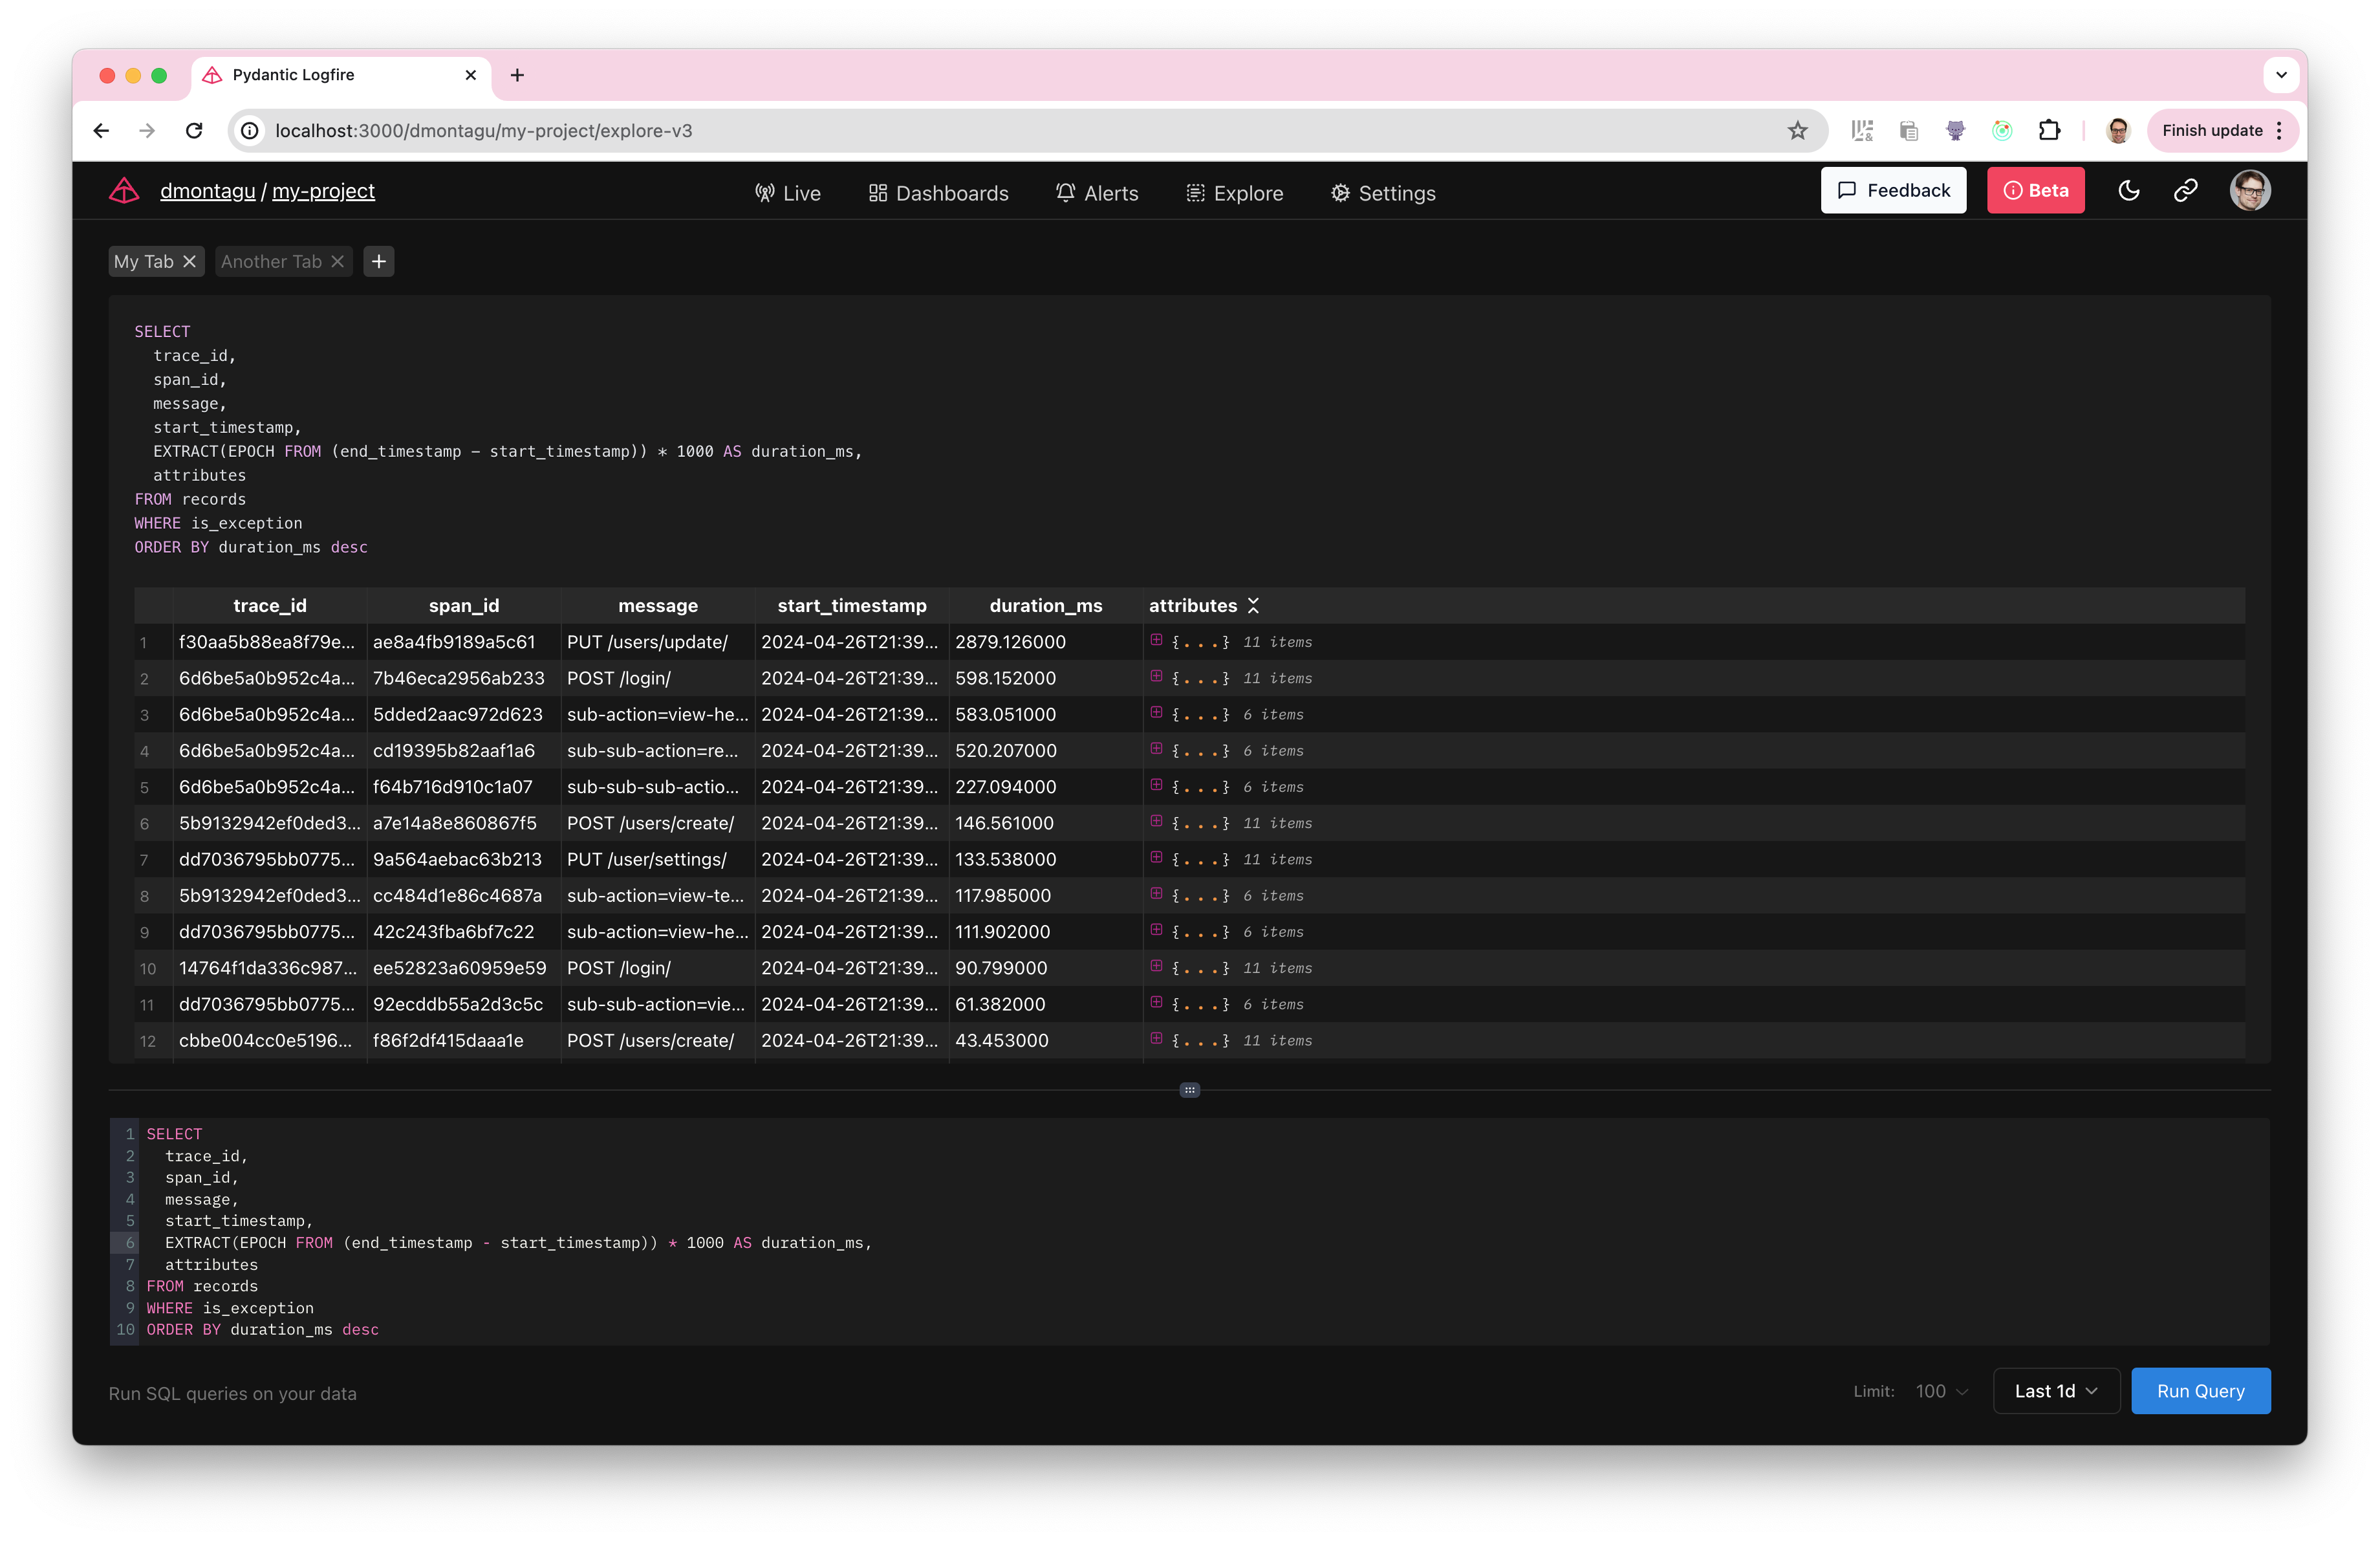 Pydantic Logfire
localhost:3000/dmontagu/my-project/explore-v3
Finish update
dmontagu / my-project
Live
Dashboards
Alerts
Explore
Settings
Feedback
Beta
My Tab
Another Tab
SELECT
trace_id,
span_id,
message,
start_timestamp,
EXTRACT(EPOCH FROM (end_timestamp - start_timestamp)) * 1000 AS duration_ms,
attributes
FROM records
WHERE is_exception
ORDER BY duration_ms desc
trace_id span_id message start_timestamp duration_ms attributes
1 f30aa5b88ea8f79e... ae8a4fb9189a5c61 PUT /users/update/ 2024-04-26T21:39... 2879.126000 {...} 11 items
2 6d6be5a0b952c4a... 7b46eca2956ab233 POST /login/ 2024-04-26T21:39... 598.152000 {...} 11 items
3 6d6be5a0b952c4a... 5dded2aac972d623 sub-action=view-he... 2024-04-26T21:39... 583.051000 {...} 6 items
4 6d6be5a0b952c4a... cd19395b82aaf1a6 sub-sub-action=re... 2024-04-26T21:39... 520.207000 {...} 6 items
5 6d6be5a0b952c4a... f64b716d910c1a07 sub-sub-sub-actio... 2024-04-26T21:39... 227.094000 {...} 6 items
6 5b9132942ef0ded3... a7e14a8e860867f5 POST /users/create/ 2024-04-26T21:39... 146.561000 {...} 11 items
7 dd7036795bb0775... 9a564aebac63b213 PUT /user/settings/ 2024-04-26T21:39... 133.538000 {...} 11 items
8 5b9132942ef0ded3... cc484d1e86c4687a sub-action=view-te... 2024-04-26T21:39... 117.985000 {...} 6 items
9 dd7036795bb0775... 42c243fba6bf7c22 sub-action=view-he... 2024-04-26T21:39... 111.902000 {...} 6 items
10 14764f1da336c987... ee52823a60959e59 POST /login/ 2024-04-26T21:39... 90.799000 {...} 11 items
11 dd7036795bb0775... 92ecddb55a2d3c5c sub-sub-action=vie... 2024-04-26T21:39... 61.382000 {...} 6 items
12 cbbe004cc0e5196... f86f2df415daaa1e POST /users/create/ 2024-04-26T21:39... 43.453000 {...} 11 items
1 SELECT
2 trace_id,
3 span_id,
4 message,
5 start_timestamp,
6 EXTRACT(EPOCH FROM (end_timestamp - start_timestamp)) * 1000 AS duration_ms,
7 attributes
8 FROM records
9 WHERE is_exception
10 ORDER BY duration_ms desc
Run SQL queries on your data
Limit: 100
Last 1d
Run Query